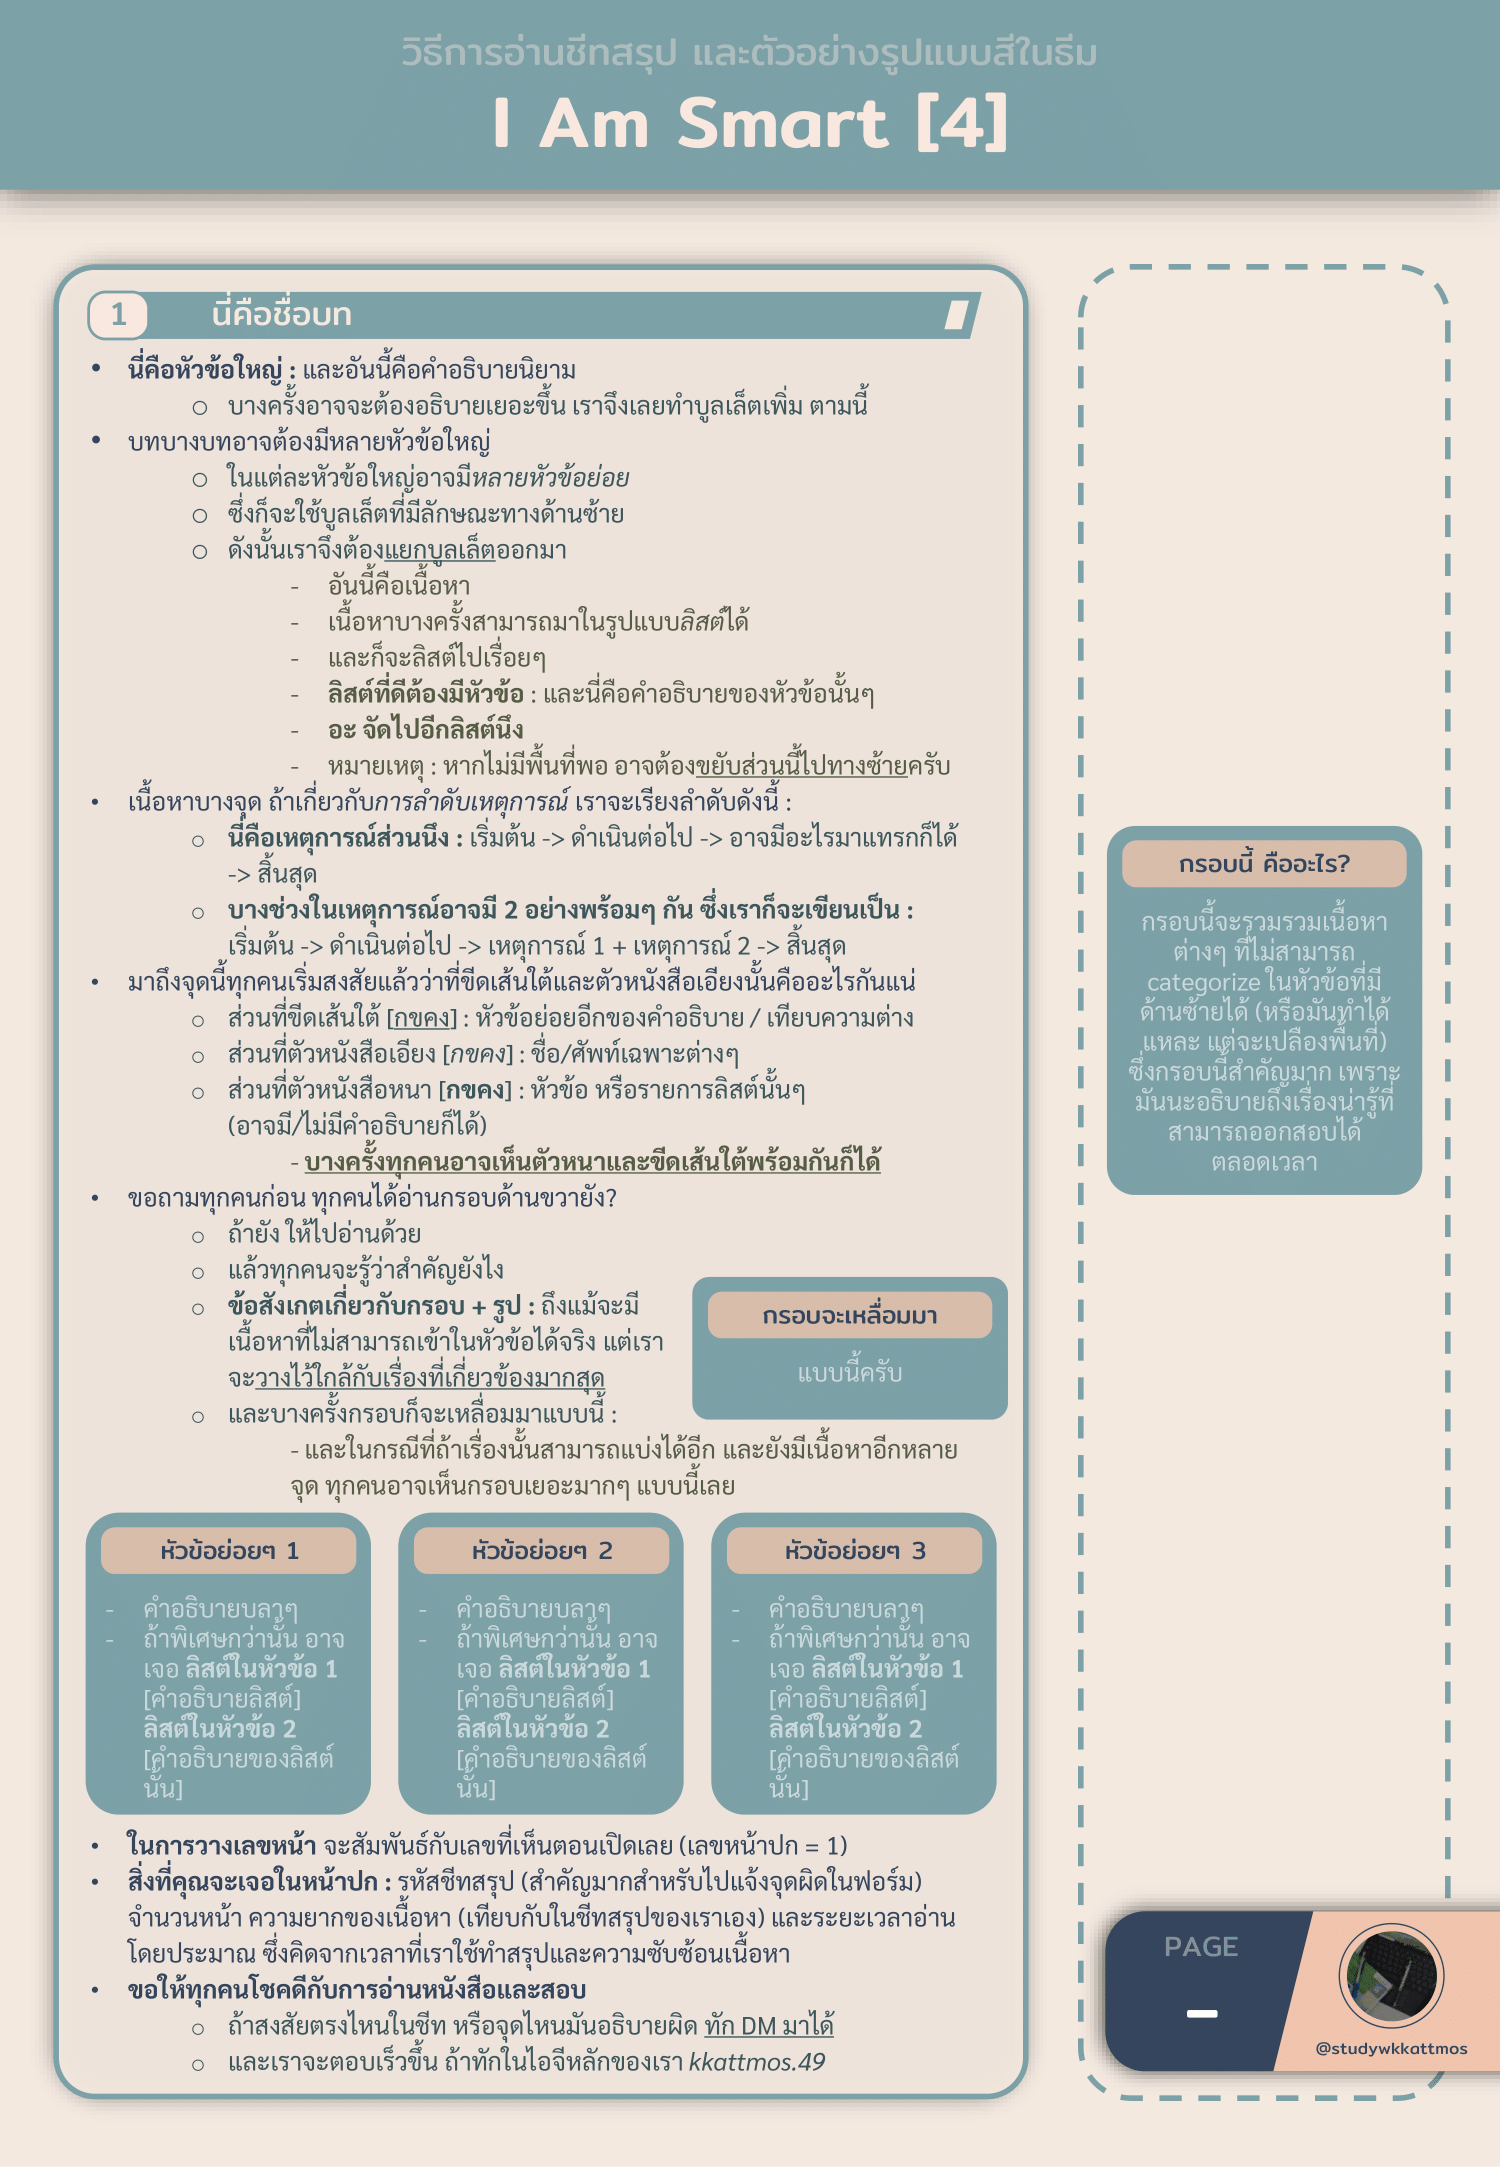 วิธีการอ่านชีทสรุป และตัวอย่างรูปแบบสีในธีม
I Am Smart [4]
1 นี่คือชื่อบท
• นี่คือหัวข้อใหญ่ : และอันนี้คือคำอธิบายนิยาม
○ บางครั้งอาจจะต้องอธิบายเยอะขึ้น เราจึงเลยทำบูลเล็ตเพิ่ม ตามนี้
• บทบางบทอาจต้องมีหลายหัวข้อใหญ่
○ ในแต่ละหัวข้อใหญ่อาจมีหลายหัวข้อย่อย
○ ซึ่งก็จะใช้บูลเล็ตที่มีลักษณะทางด้านซ้าย
○ ดังนั้นเราจึงต้องแยกบูลเล็ตออกมา
- อันนี้คือเนื้อหา
- เนื้อหาบางครั้งสามารถมาในรูปแบบลิสต์ได้
- และก็จะลิสต์ไปเรื่อยๆ
- ลิสต์ที่ดีต้องมีหัวข้อ : และนี่คือคำอธิบายของหัวข้อนั้นๆ
- อะ จัดไปอีกลิสต์นึง
- หมายเหตุ : หากไม่มีพื้นที่พอ อาจต้องขยับส่วนนี้ไปทางซ้ายครับ
• เนื้อหาบางจุด ถ้าเกี่ยวกับการลำดับเหตุการณ์ เราจะเรียงลำดับดังนี้ :
○ นี่คือเหตุการณ์ส่วนนึง : เริ่มต้น -> ดำเนินต่อไป -> อาจมีอะไรมาแทรกก็ได้
-> สิ้นสุด
○ บางช่วงในเหตุการณ์อาจมี 2 อย่างพร้อมๆ กัน ซึ่งเราก็จะเขียนเป็น :
เริ่มต้น -> ดำเนินต่อไป -> เหตุการณ์ 1 + เหตุการณ์ 2 -> สิ้นสุด
• มาถึงจุดนี้ทุกคนเริ่มสงสัยแล้วว่าที่ขีดเส้นใต้และตัวหนังสือเอียงนั้นคืออะไรกันแน่
○ ส่วนที่ขีดเส้นใต้ [กขคง] : หัวข้อย่อยอีกของคำอธิบาย / เทียบความต่าง
○ ส่วนที่ตัวหนังสือเอียง [กขคง] : ชื่อ/ศัพท์เฉพาะต่างๆ
○ ส่วนที่ตัวหนังสือหนา [กขคง] : หัวข้อ หรือรายการลิสต์นั้นๆ
(อาจมี/ไม่มีคำอธิบายก็ได้)
- บางครั้งทุกคนอาจเห็นตัวหนาและขีดเส้นใต้พร้อมกันก็ได้
• ขอถามทุกคนก่อน ทุกคนได้อ่านกรอบด้านขวายัง?
○ ถ้ายัง ให้ไปอ่านด้วย
○ แล้วทุกคนจะรู้ว่าสำคัญยังไง
○ ข้อสังเกตเกี่ยวกับกรอบ + รูป : ถึงแม้จะมี
เนื้อหาที่ไม่สามารถเข้าในหัวข้อได้จริง แต่เรา
จะวางไว้ใกล้กับเรื่องที่เกี่ยวข้องมากสุด
○ และบางครั้งกรอบก็จะเหลื่อมมาแบบนี้ :
- และในกรณีที่ถ้าเรื่องนั้นสามารถแบ่งได้อีก และยังมีเนื้อหาอีกหลาย
จุด ทุกคนอาจเห็นกรอบเยอะมากๆ แบบนี้เลย
กรอบจะเหลื่อมมา
แบบนี้ครับ
หัวข้อย่อยๆ 1
- คำอธิบายบลาๆ
- ถ้าพิเศษกว่านั้น อาจ
เจอ ลิสต์ในหัวข้อ 1
[คำอธิบายลิสต์]
ลิสต์ในหัวข้อ 2
[คำอธิบายของลิสต์
นั้น]
หัวข้อย่อยๆ 2
- คำอธิบายบลาๆ
- ถ้าพิเศษกว่านั้น อาจ
เจอ ลิสต์ในหัวข้อ 1
[คำอธิบายลิสต์]
ลิสต์ในหัวข้อ 2
[คำอธิบายของลิสต์
นั้น]
หัวข้อย่อยๆ 3
- คำอธิบายบลาๆ
- ถ้าพิเศษกว่านั้น อาจ
เจอ ลิสต์ในหัวข้อ 1
[คำอธิบายลิสต์]
ลิสต์ในหัวข้อ 2
[คำอธิบายของลิสต์
นั้น]
• ในการวางเลขหน้า จะสัมพันธ์กับเลขที่เห็นตอนเปิดเลย (เลขหน้าปก = 1)
• สิ่งที่คุณจะเจอในหน้าปก : รหัสชีทสรุป (สำคัญมากสำหรับไปแจ้งจุดผิดในฟอร์ม)
จำนวนหน้า ความยากของเนื้อหา (เทียบกับในชีทสรุปของเราเอง) และระยะเวลาอ่าน
โดยประมาณ ซึ่งคิดจากเวลาที่เราใช้ทำสรุปและความซับซ้อนเนื้อหา
• ขอให้ทุกคนโชคดีกับการอ่านหนังสือและสอบ
○ ถ้าสงสัยตรงไหนในชีท หรือจุดไหนมันอธิบายผิด ทัก DM มาได้
○ และเราจะตอบเร็วขึ้น ถ้าทักในไอจีหลักของเรา kkattmos.49
กรอบนี้ คืออะไร?
กรอบนี้จะรวมรวมเนื้อหา
ต่างๆ ที่ไม่สามารถ
categorize ในหัวข้อที่มี
ด้านซ้ายได้ (หรือมันทำได้
แหละ แต่จะเปลืองพื้นที่)
ซึ่งกรอบนี้สำคัญมาก เพราะ
มันนะอธิบายถึงเรื่องน่ารู้ที่
สามารถออกสอบได้
ตลอดเวลา
PAGE
-
@studywkkattmos